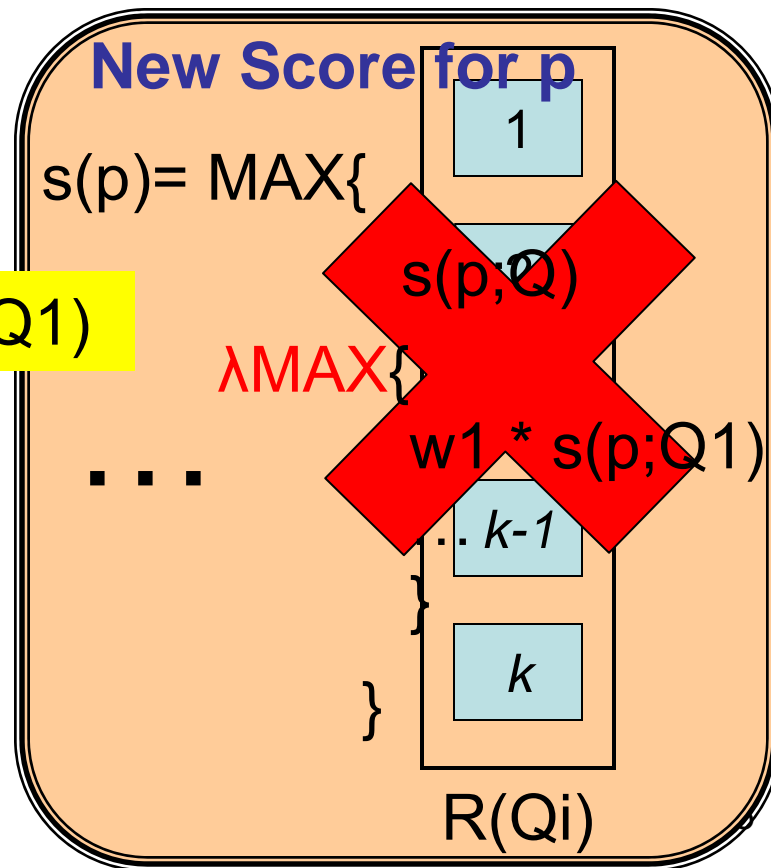 New Score for p
1
s(p)= MAX{
s(p;Q)
Q1)
λMAX{
w1 * s(p;Q1)
...
... k-1
}
k
}
R(Qi)